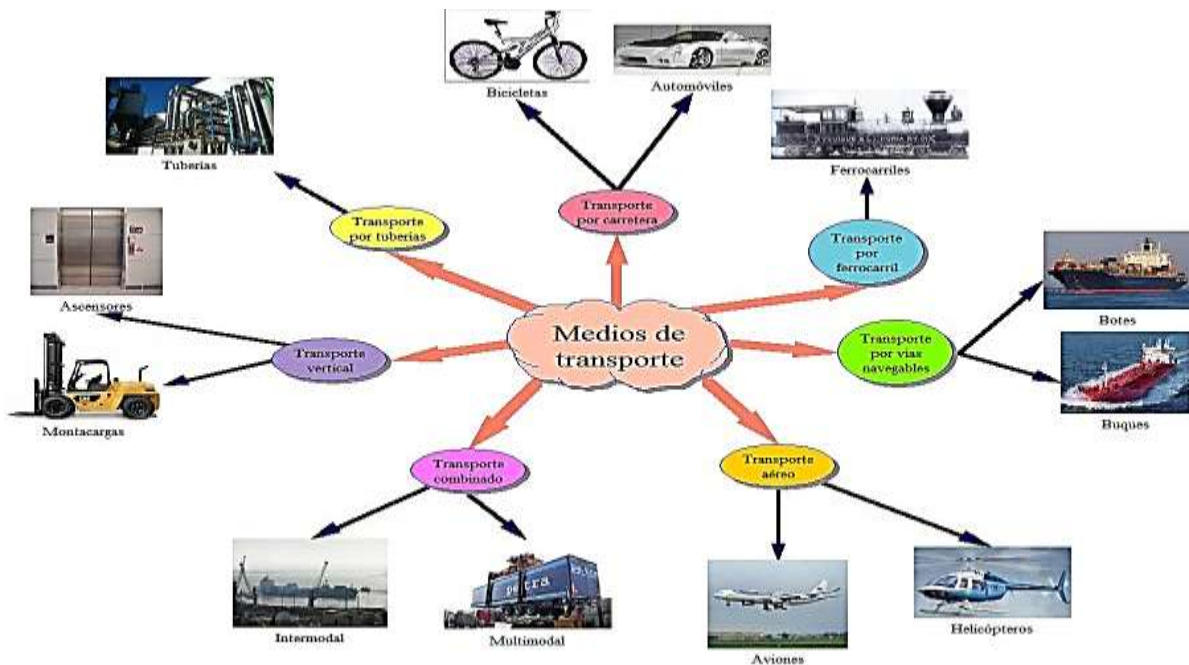 Bicicletas
Automóviles
Tuberias
Ferrocarriles
Transporte
por carretera
Transporte
por tuberias
Transporte
por
ferrocarril
Ascensores
Botes
Medios de
transporte
Transporte
vertical
Transporte
por vias
navegables
Montacargas
Buques
Transporte
combinado
Transporte
aéreo
Intermodal
Multimodal
Aviones
Helicópteros